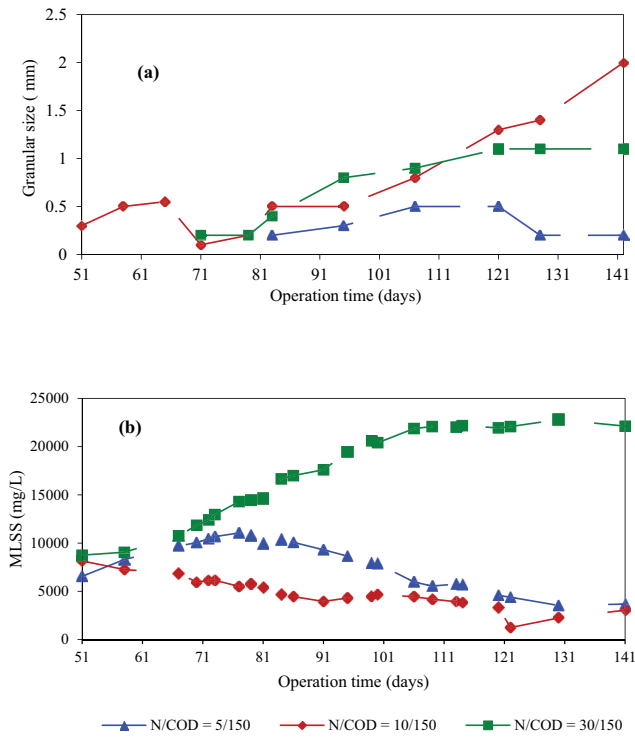 2.5
2
(a)
1.5
1
0.5
0
Granular size ( mm)
51 61 71 81 91 101 111 121 131 141
Operation time (days)
25000
(b)
20000
15000
10000
5000
0
MLSS (mg/L)
51 61 71 81 91 101 111 121 131 141
Operation time (days)
N/COD = 5/150 N/COD = 10/150 N/COD = 30/150